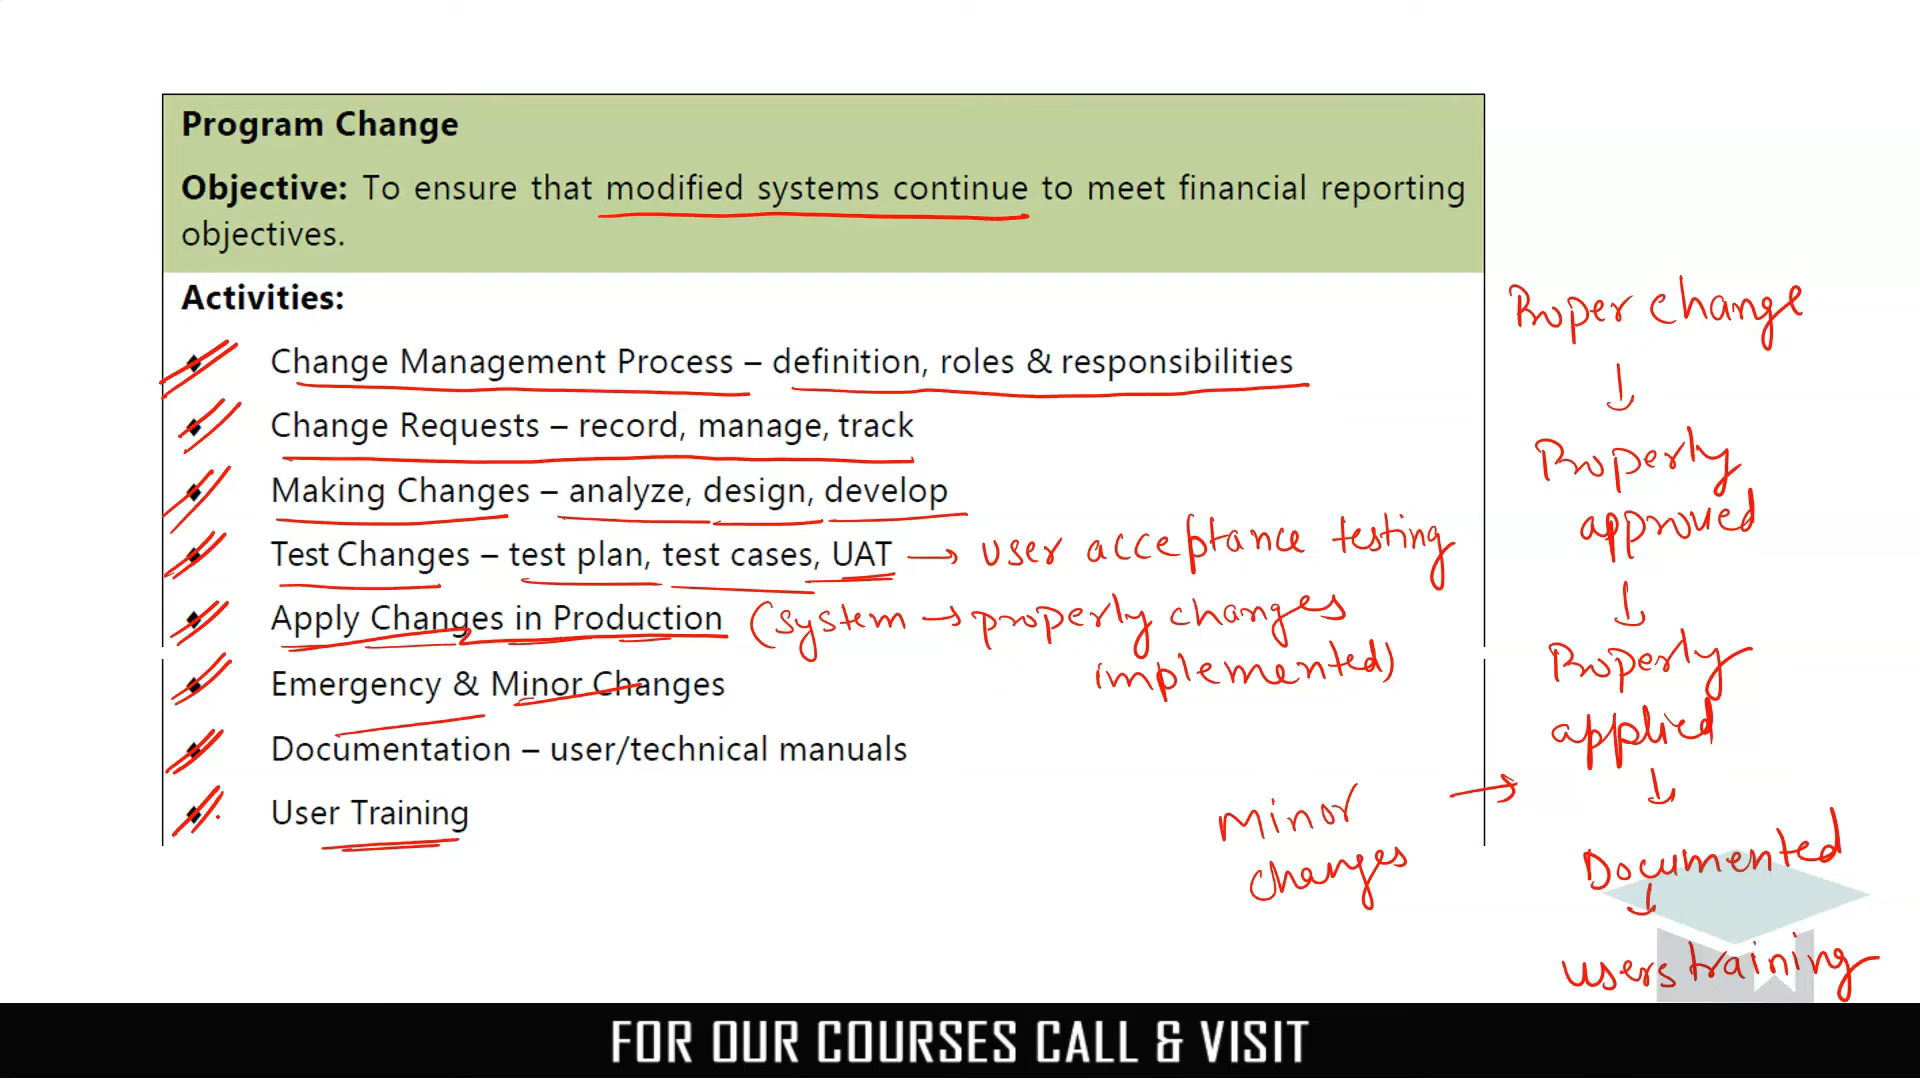 Program Change
Objective: To ensure that modified systems continue to meet financial reporting
objectives.
Activities:
Change Management Process – definition, roles & responsibilities
Change Requests – record, manage, track
Making Changes – analyze, design, develop
Test Changes – test plan, test cases, UAT → user acceptance testing
Apply Changes in Production (system → properly changes
implemented)
Emergency & Minor Changes
Documentation – user/technical manuals
User Training
Proper change
↓
Properly
approved
↓
Properly
applied
↓
Minor →
changes
Documented
↓
users training
FOR OUR COURSES CALL & VISIT